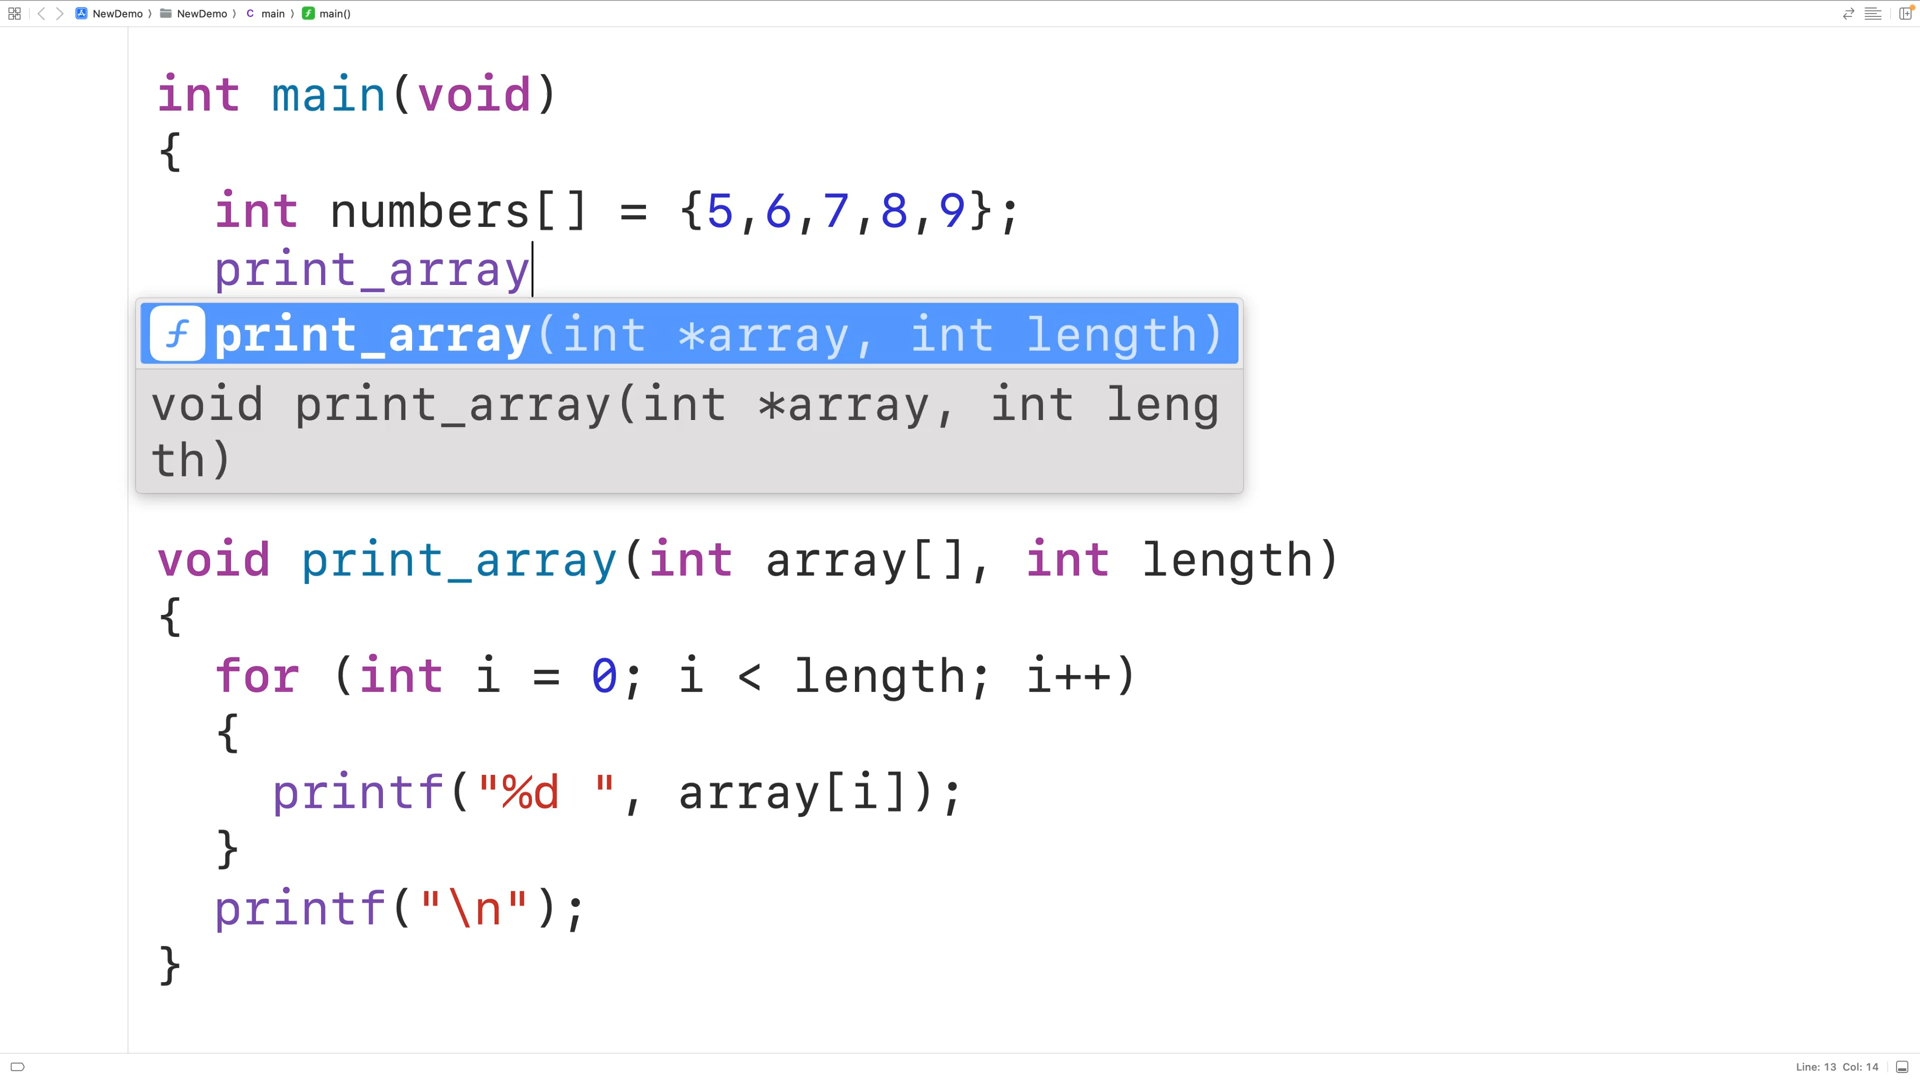 NewDemo 〉 NewDemo 〉 C main 〉 f main()
int main(void)
{
int numbers[] = {5,6,7,8,9};
print_array
f print_array(int *array, int length)
void print_array(int *array, int leng
th)
void print_array(int array[], int length)
{
for (int i = 0; i < length; i++)
{
printf("%d ", array[i]);
}
printf("\n");
}
Line: 13 Col: 14